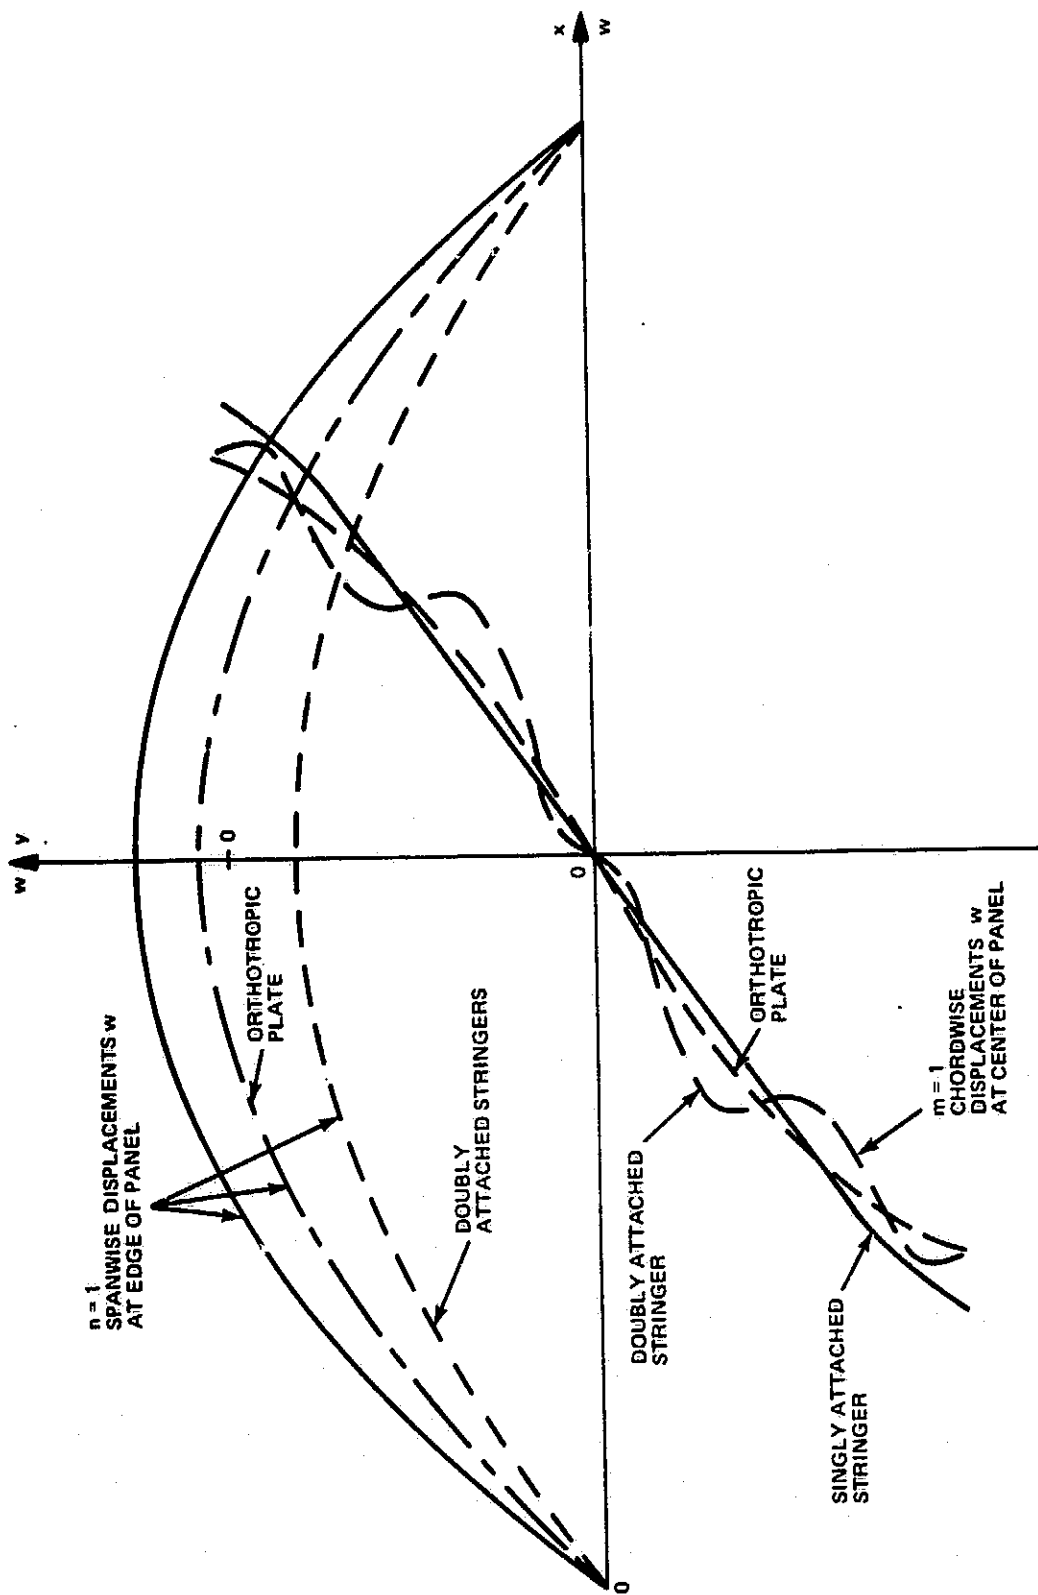 n = 1
SPANWISE DISPLACEMENTS w
AT EDGE OF PANEL
w
y
0
ORTHOTROPIC
PLATE
DOUBLY
ATTACHED STRINGERS
x
w
0
0
DOUBLY ATTACHED
STRINGER
ORTHOTROPIC
PLATE
SINGLY ATTACHED
STRINGER
m = 1
CHORDWISE
DISPLACEMENTS w
AT CENTER OF PANEL